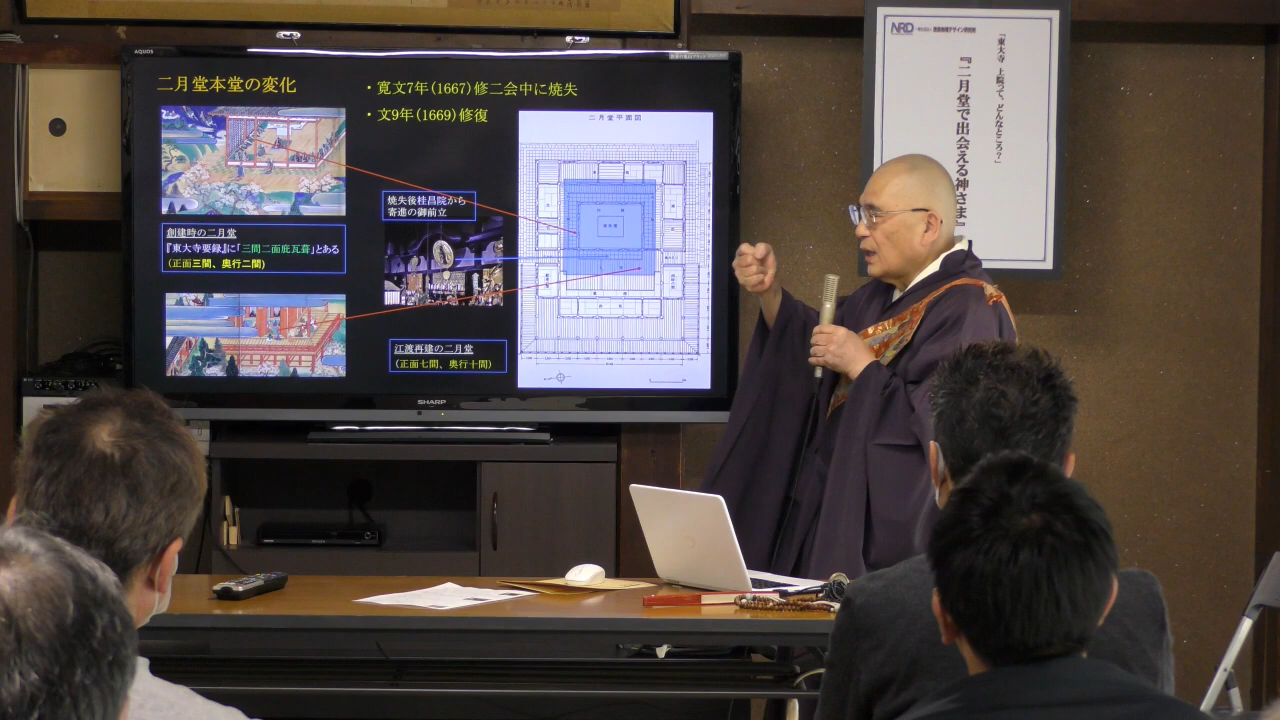 AQUOS
二月堂本堂の変化
・寛文7年(1667)修二会中に焼失
・文9年(1669)修復
創建時の二月堂
『東大寺要録』に「三間二面庇瓦葺」とある
(正面三間、奥行二間)
焼失後桂昌院から
寄進の御前立
江渡再建の二月堂
(正面七間、奥行十間)
二月堂平面図
SHARP
NRD
「東大寺 上院って、どんなところ?」
『二月堂で出会える神さま』